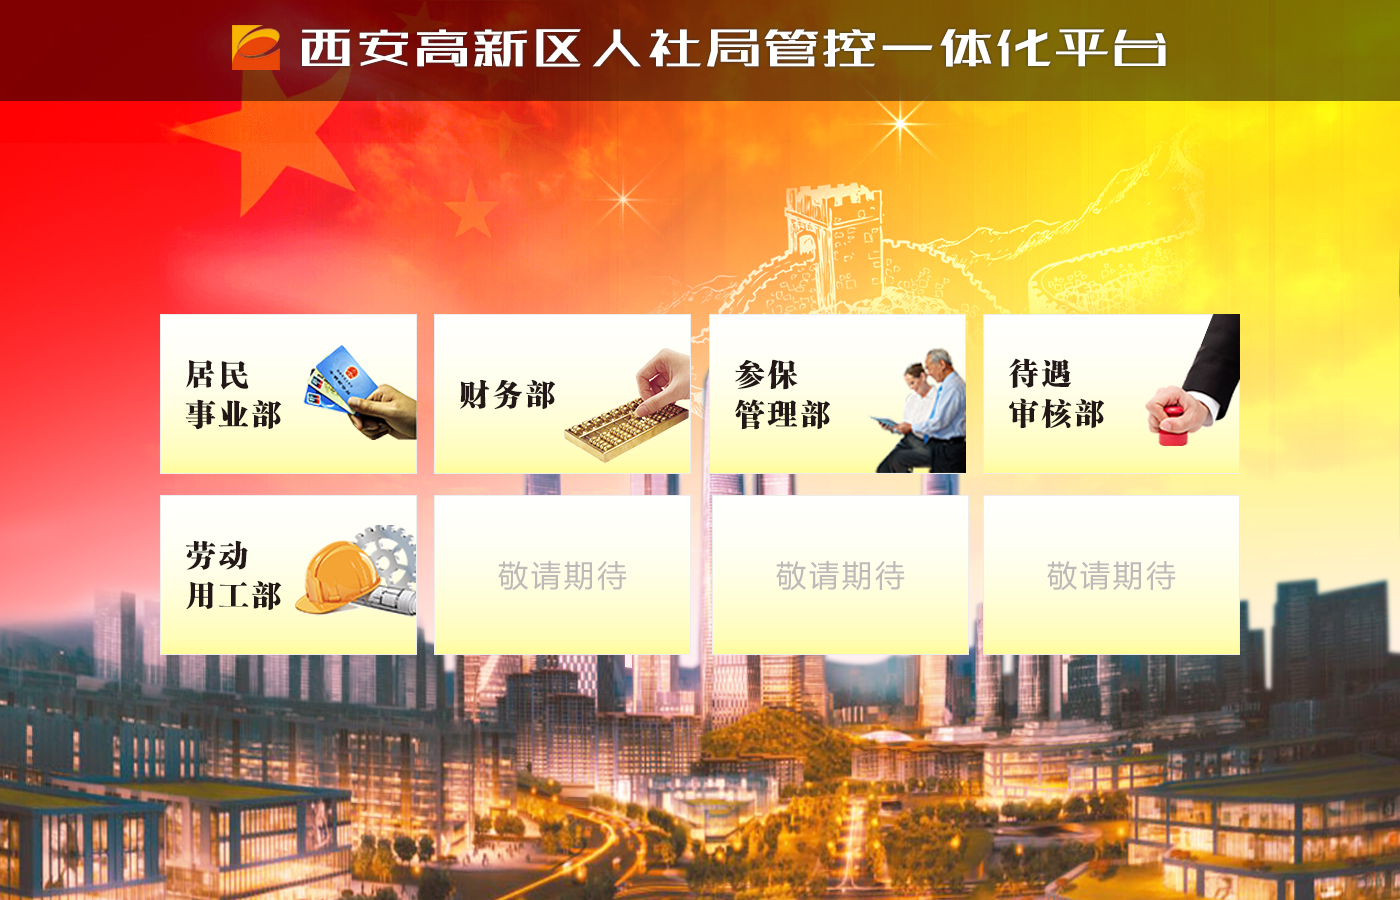 西安高新区人社局管控一体化平台
居民
事业部
财务部
参保
管理部
待遇
审核部
劳动
用工部
敬请期待
敬请期待
敬请期待